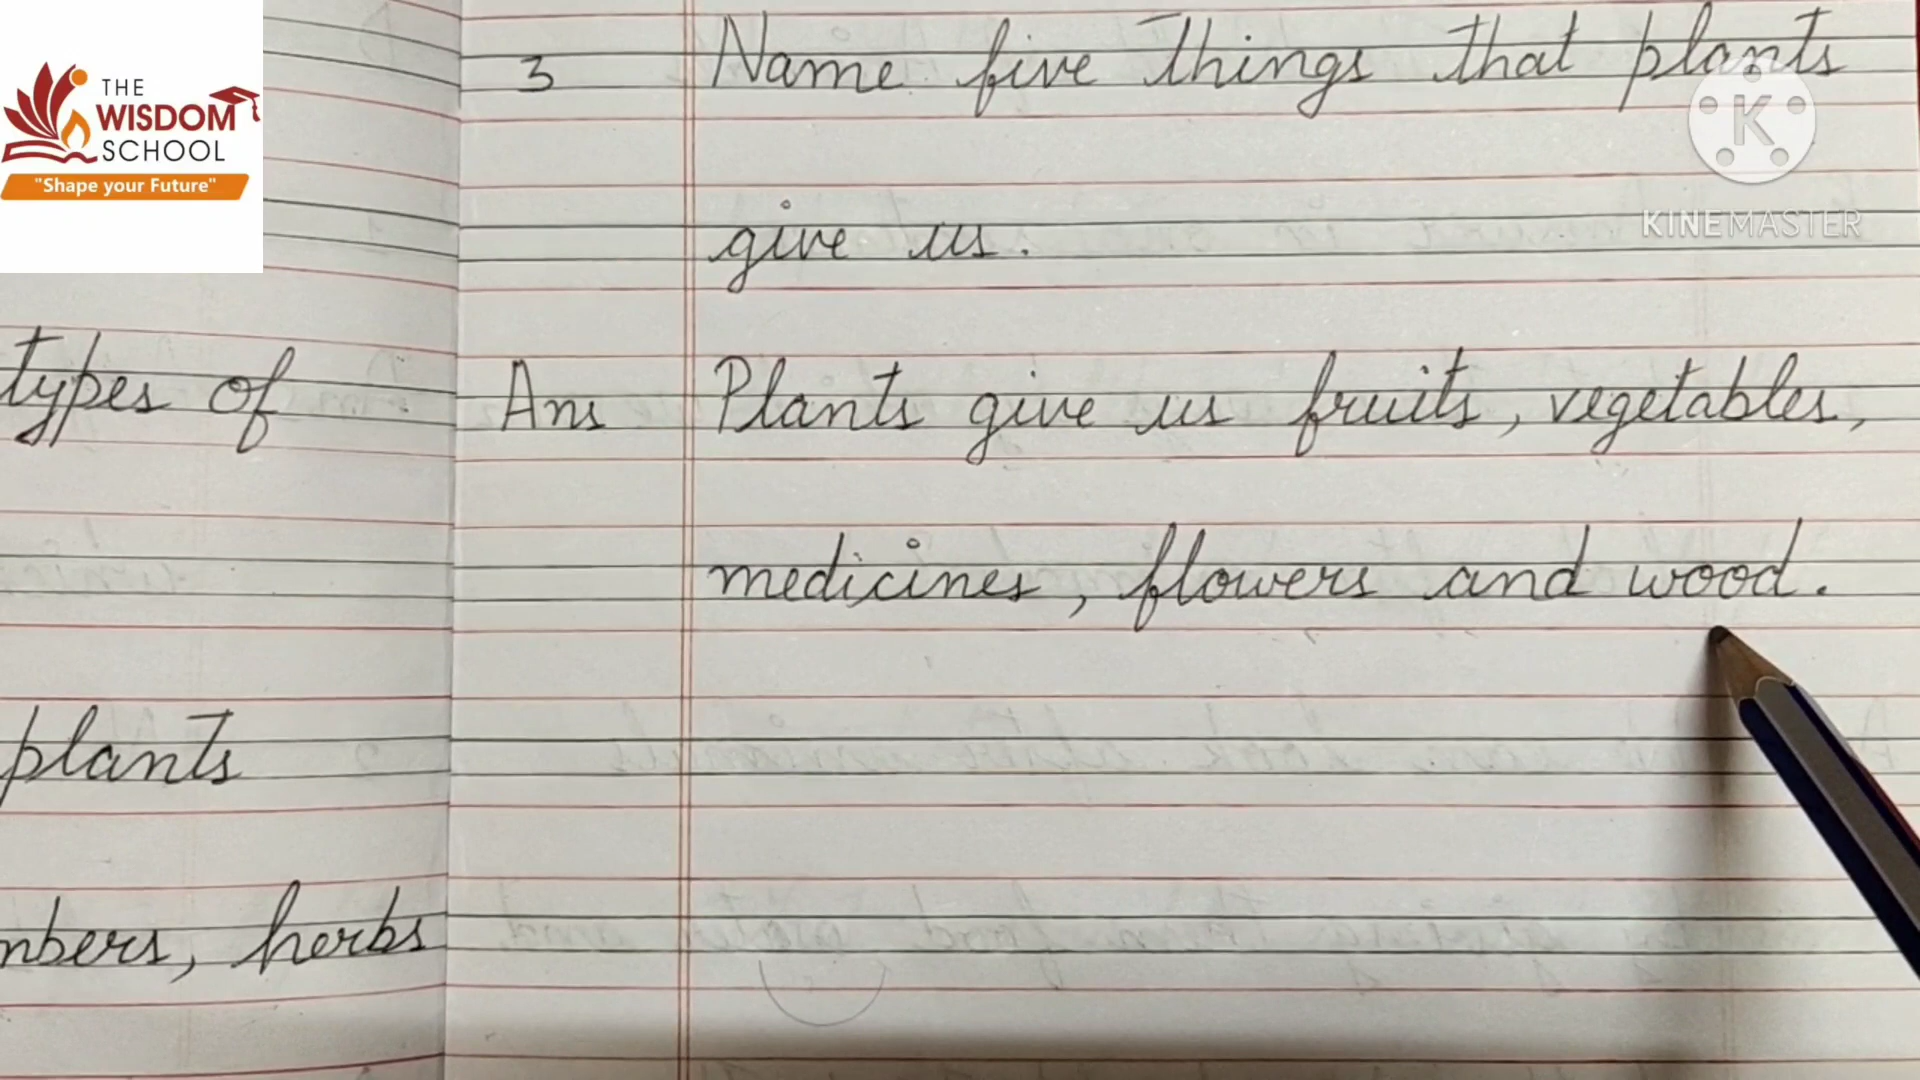 THE
WISDOM
SCHOOL
"Shape your Future"
3 Name five things that plants
give us.
Ans Plants give us fruits, vegetables,
medicines, flowers and wood.
types of
plants
herbs
K
KINEMASTER